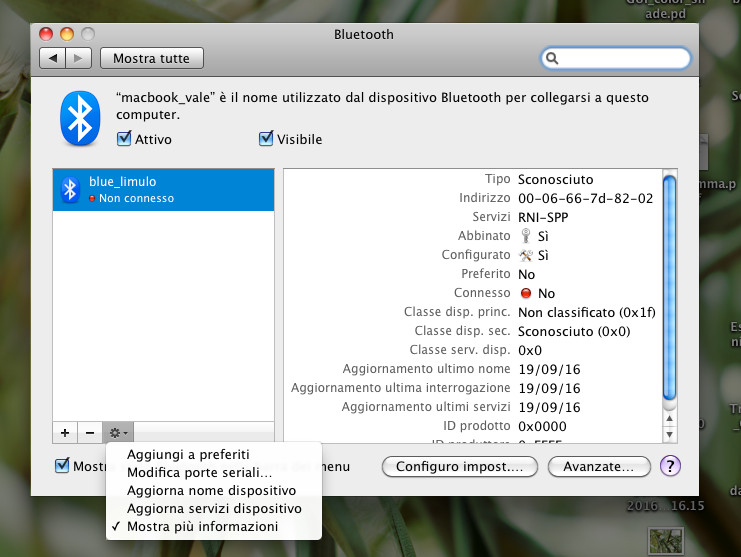 Bluetooth
Mostra tutte
“macbook_vale” è il nome utilizzato dal dispositivo Bluetooth per collegarsi a questo
computer.
Attivo
Visibile
blue_limulo
Non connesso
Tipo Sconosciuto
Indirizzo 00-06-66-7d-82-02
Servizi RNI-SPP
Abbinato Sì
Configurato Sì
Preferito No
Connesso No
Classe disp. princ. Non classificato (0x1f)
Classe disp. sec. Sconosciuto (0x0)
Classe serv. disp. 0x0
Aggiornamento ultimo nome 19/09/16
Aggiornamento ultima interrogazione 19/09/16
Aggiornamento ultimi servizi 19/09/16
ID prodotto 0x0000
Aggiungi a preferiti
Modifica porte seriali...
Aggiorna nome dispositivo
Aggiorna servizi dispositivo
✓ Mostra più informazioni
menu
Configuro impost....
Avanzate...
?
ade.pd
mma.p
2016...16.15